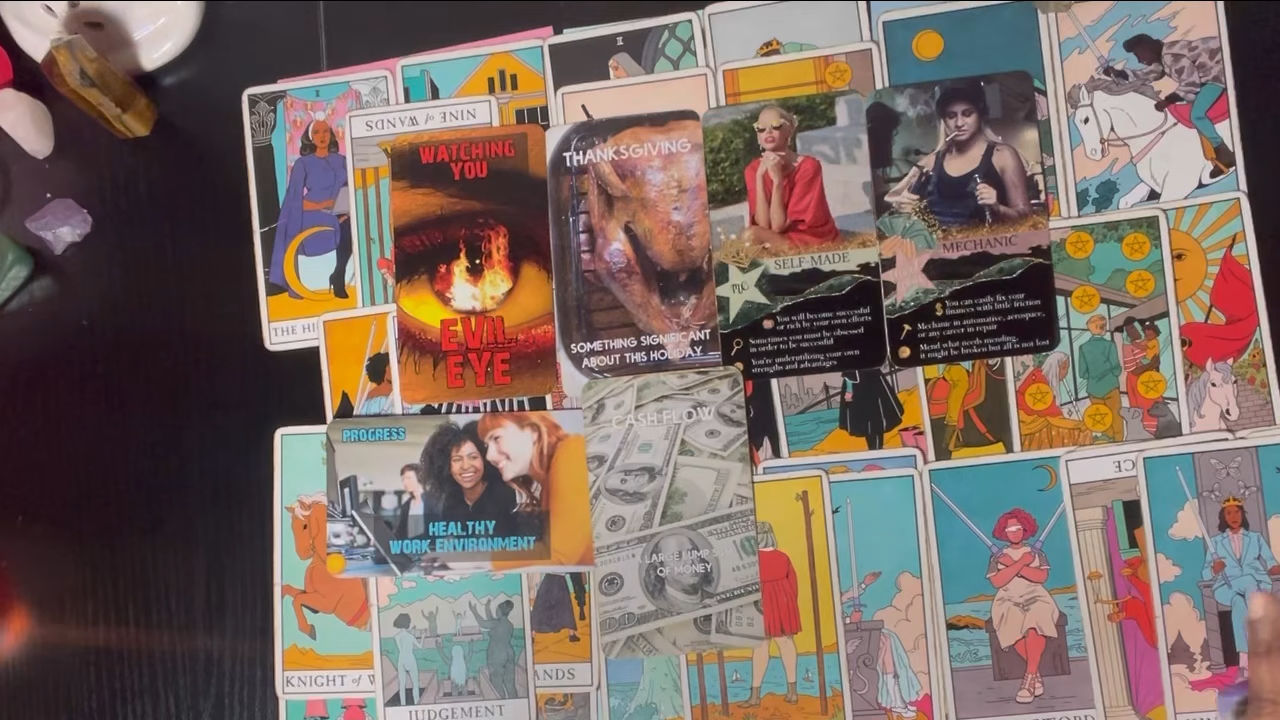 II
I
NINE of WANDS
WATCHING
YOU
EVIL
EYE
THANKSGIVING
SOMETHING SIGNIFICANT
ABOUT THIS HOLIDAY
MC
SELF-MADE
You will become successful
or rich by your own efforts
Sometimes you must be obsessed
in order to be successful
You're underutilizing your own
strengths and advantages
MECHANIC
You can easily fix your
finances with little friction
Mechanic in automotive, aerospace,
or any career in repair
Mend what needs mending,
it might be broken but all is not lost
THE HI
PROGRESS
HEALTHY
WORK ENVIRONMENT
CASH FLOW
A LARGE LUMP SUM
OF MONEY
CE
KNIGHT of W
ANDS
JUDGEMENT